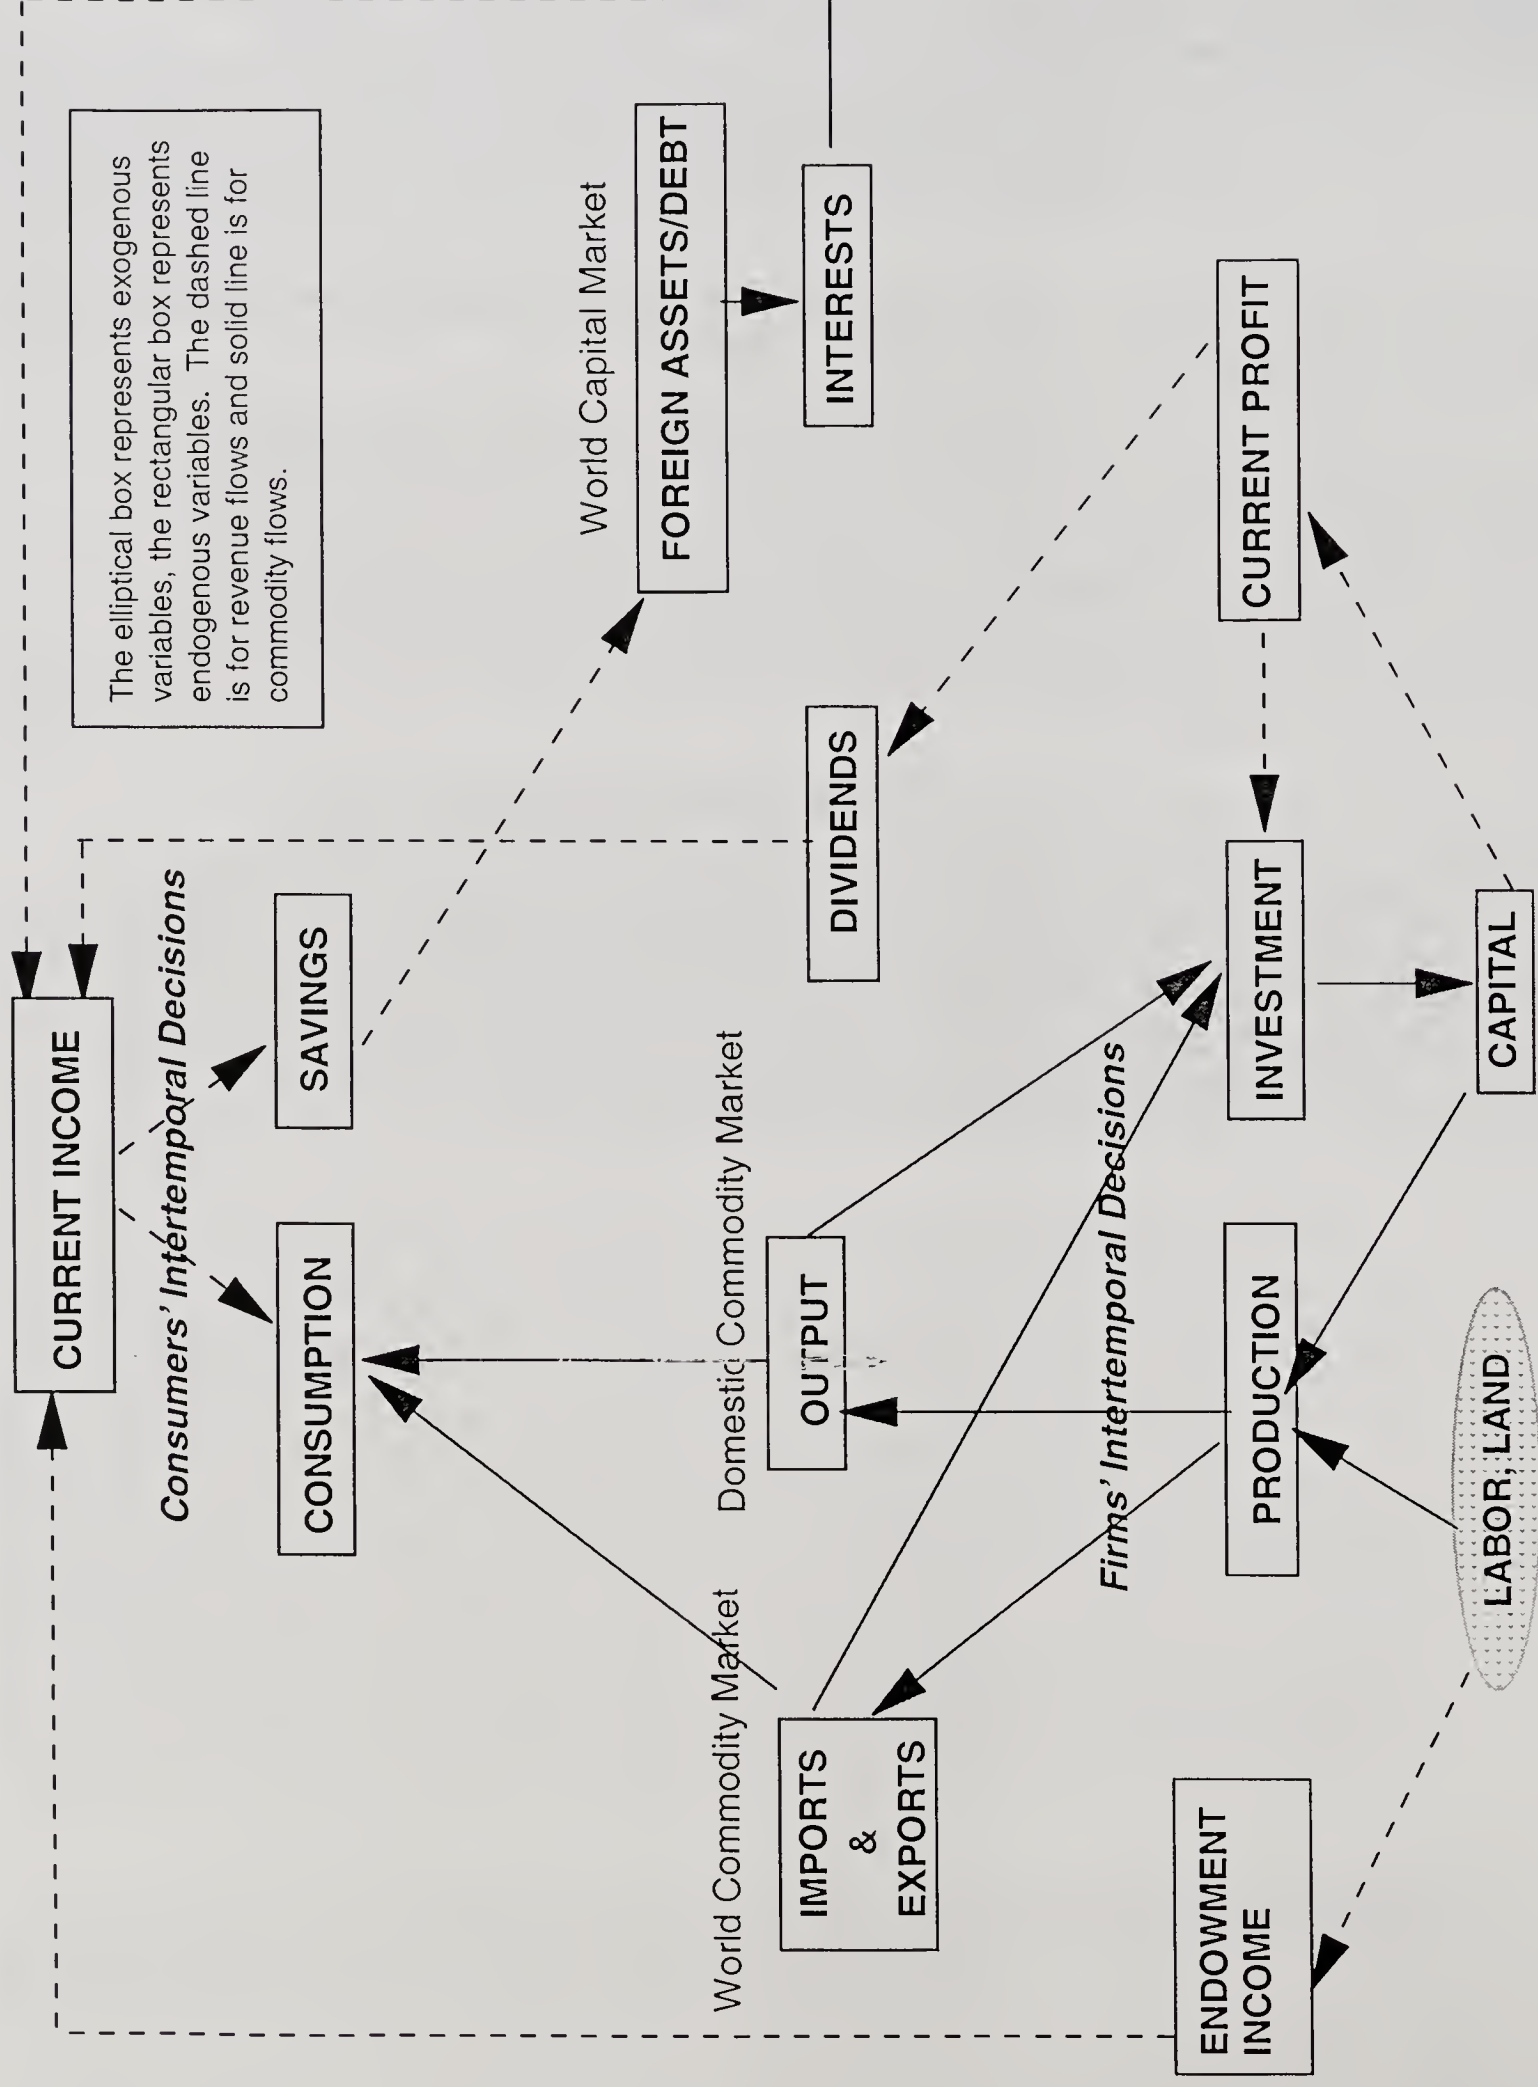 CURRENT INCOME
The elliptical box represents exogenous
variables, the rectangular box represents
endogenous variables. The dashed line
is for revenue flows and solid line is for
commodity flows.
Consumers' Intertemporal Decisions
CONSUMPTION
SAVINGS
World Capital Market
FOREIGN ASSETS/DEBT
World Commodity Market
Domestic Commodity Market
IMPORTS
&
EXPORTS
OUTPUT
DIVIDENDS
INTERESTS
Firms' Intertemporal Decisions
ENDOWMENT
INCOME
PRODUCTION
INVESTMENT
CURRENT PROFIT
LABOR, LAND
CAPITAL